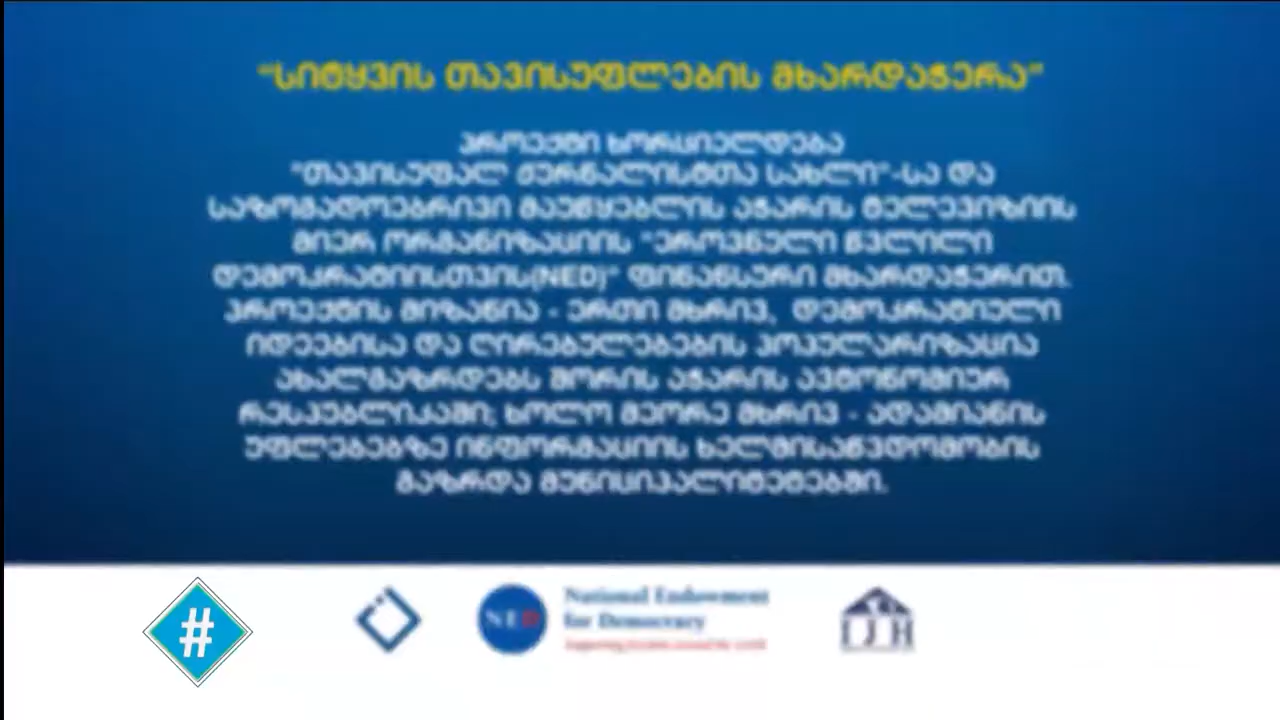 "სიტყვის თავისუფლების მხარდაჭერა"
პროექტი ხორციელდება
"თავისუფალ ჟურნალისტთა სახლი"-სა და
საზოგადოებრივი მაუწყებლის აჭარის ტელევიზიის
მიერ ორგანიზაციის "ეროვნული წვლილი
დემოკრატიისთვის(NED)" ფინანსური მხარდაჭერით.
პროექტის მიზანია - ერთი მხრივ, დემოკრატიული
იდეებისა და ღირებულებების პოპულარიზაცია
ახალგაზრდებს შორის აჭარის ავტონომიურ
რესპუბლიკაში; ხოლო მეორე მხრივ - ადამიანის
უფლებებზე ინფორმაციის ხელმისაწვდომობის
გაზრდა მუნიციპალიტეტებში.
#
NED
National Endowment
for Democracy
IJH